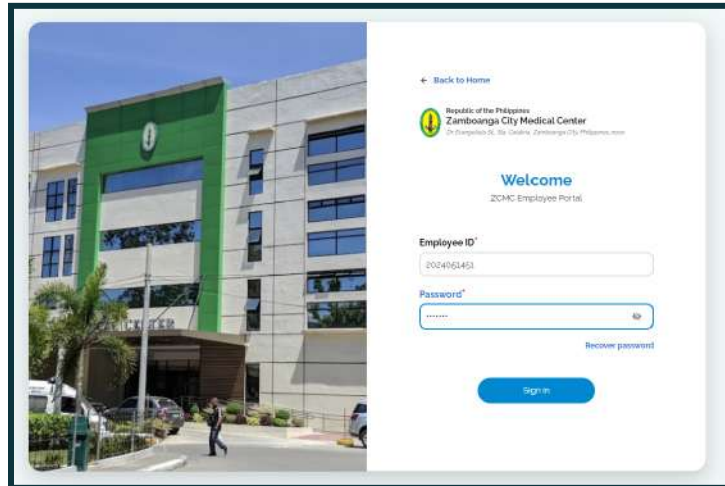 ← Back to Home
Republic of the Philippines
Zamboanga City Medical Center
Welcome
ZCMC Employee Portal
Employee ID*
2024051451
Password*
.......
Recover password
Sign in